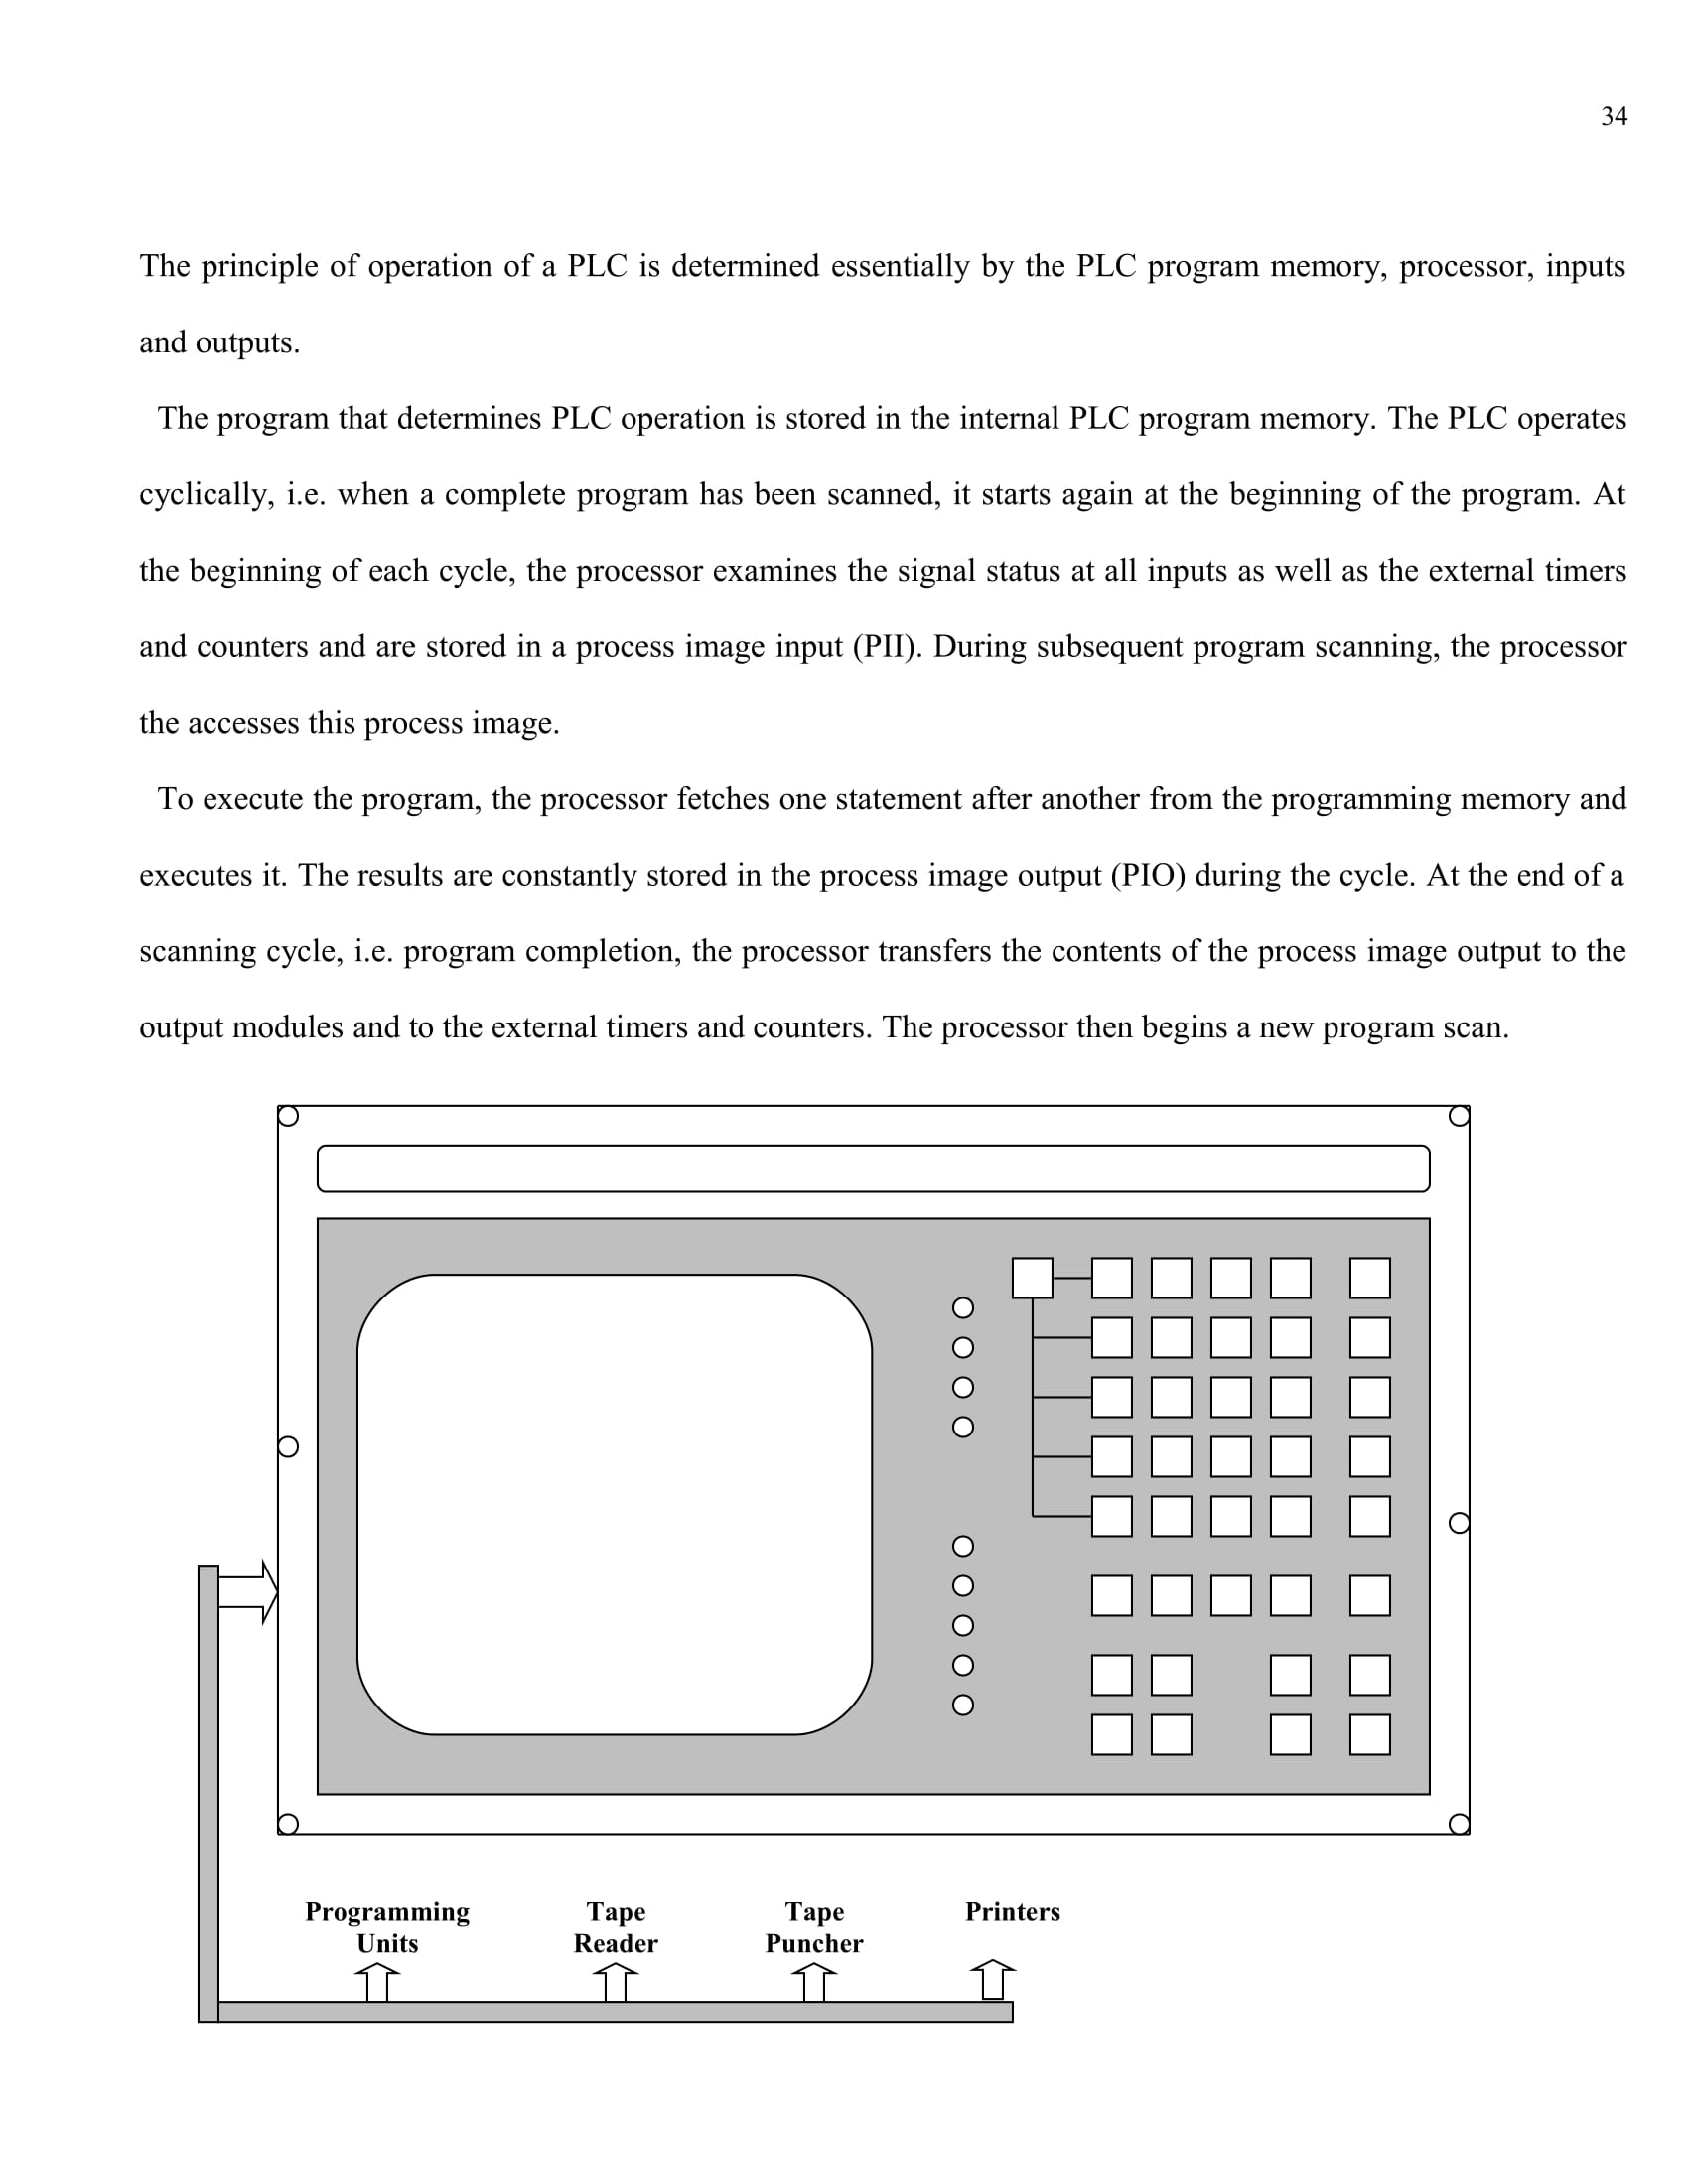 34
The principle of operation of a PLC is determined essentially by the PLC program memory, processor, inputs
and outputs.
The program that determines PLC operation is stored in the internal PLC program memory. The PLC operates
cyclically, i.e. when a complete program has been scanned, it starts again at the beginning of the program. At
the beginning of each cycle, the processor examines the signal status at all inputs as well as the external timers
and counters and are stored in a process image input (PII). During subsequent program scanning, the processor
the accesses this process image.
To execute the program, the processor fetches one statement after another from the programming memory and
executes it. The results are constantly stored in the process image output (PIO) during the cycle. At the end of a
scanning cycle, i.e. program completion, the processor transfers the contents of the process image output to the
output modules and to the external timers and counters. The processor then begins a new program scan.
Programming
Units
Tape
Reader
Tape
Puncher
Printers